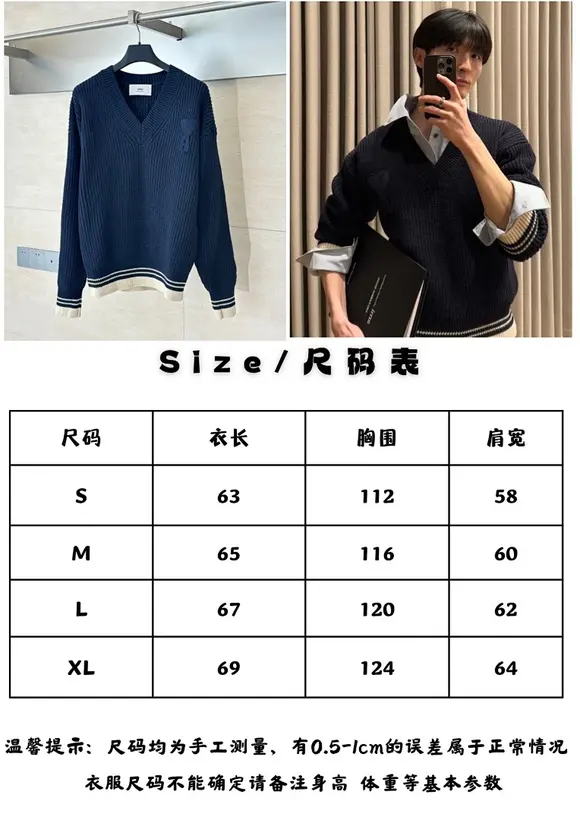 Size/尺码表
尺码 衣长 胸围 肩宽
S 63 112 58
M 65 116 60
L 67 120 62
XL 69 124 64
温馨提示：尺码均为手工测量、有0.5-1cm的误差属于正常情况
衣服尺码不能确定请备注身高 体重等基本参数